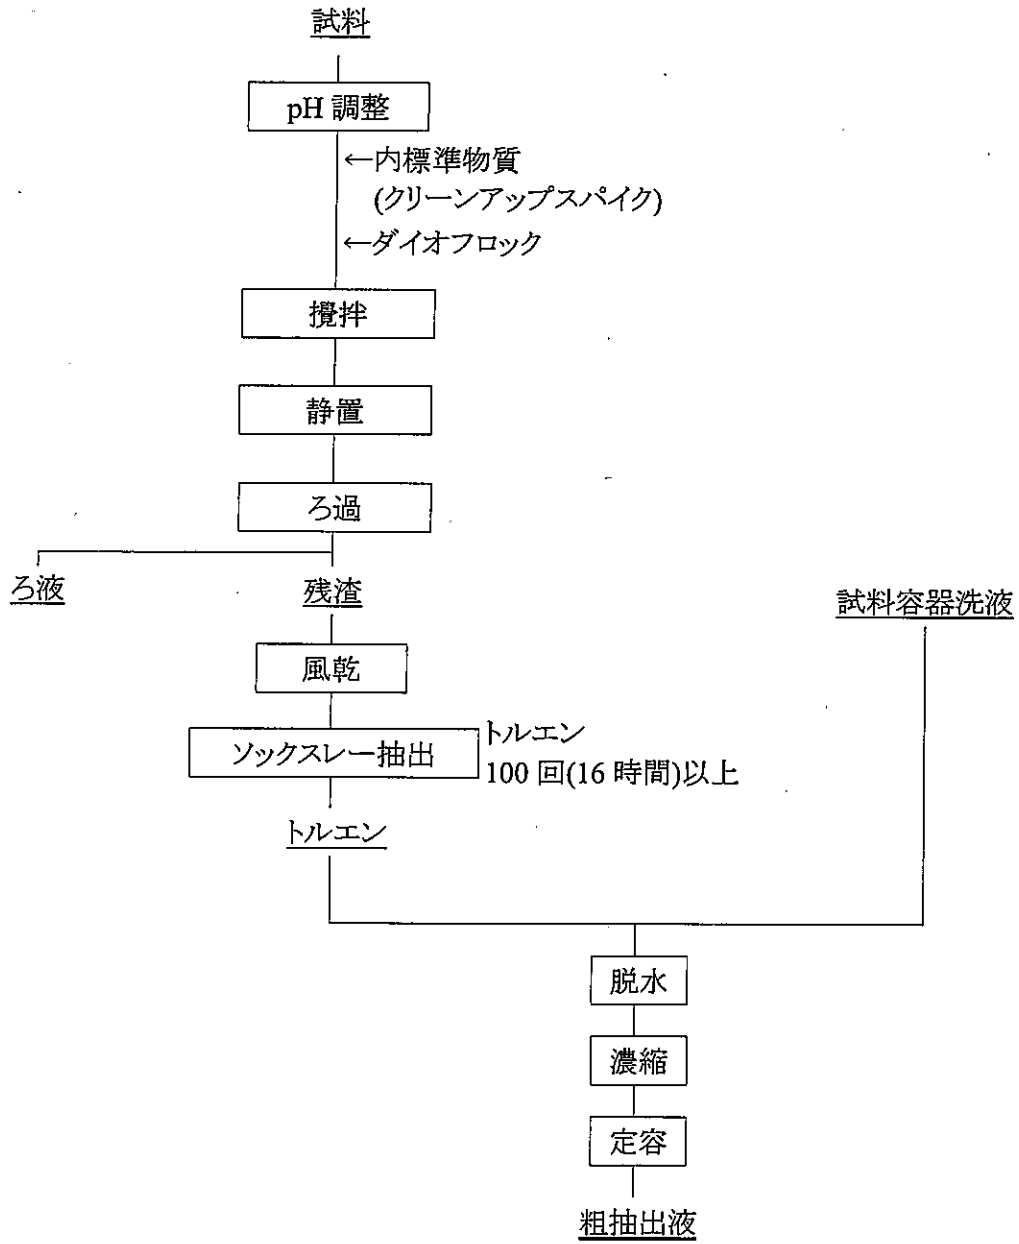 試料
pH 調整
←内標準物質
(クリーンアップスパイク)
←ダイオフロック
攪拌
静置
ろ過
ろ液
残渣
試料容器洗液
風乾
ソックスレー抽出
トルエン
100 回(16 時間)以上
トルエン
脱水
濃縮
定容
粗抽出液